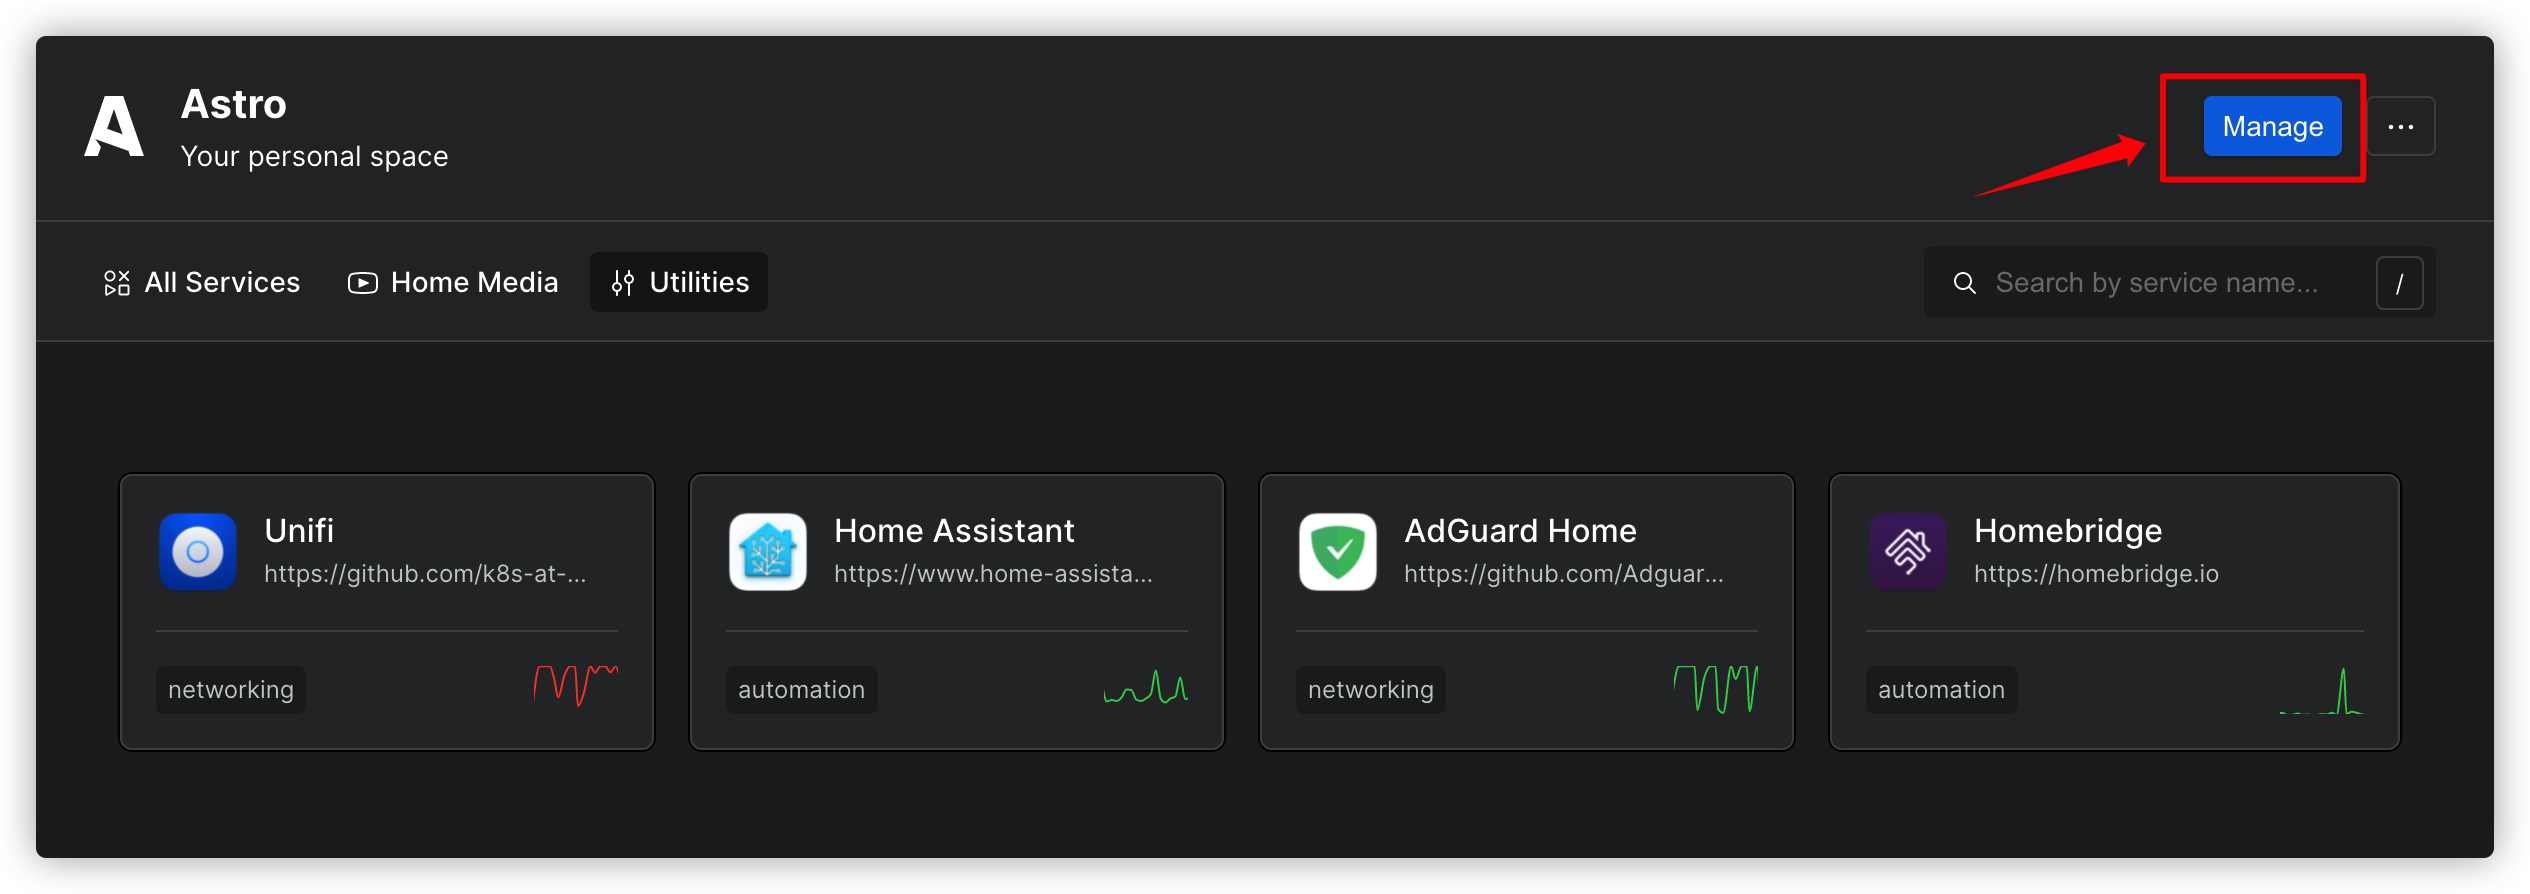 Astro
Your personal space
Manage
...
All Services
Home Media
Utilities
Search by service name...
/
Unifi
https://github.com/k8s-at-...
networking
Home Assistant
https://www.home-assista...
automation
AdGuard Home
https://github.com/Adguar...
networking
Homebridge
https://homebridge.io
automation